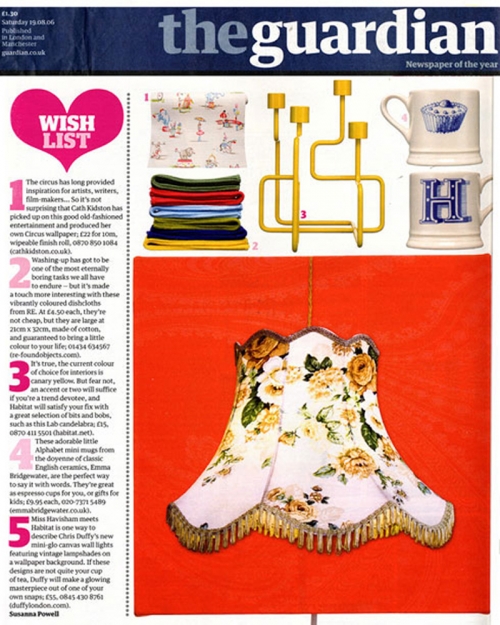 £1.30
Saturday 19.08.06
Published
in London and
Manchester
guardian.co.uk
theguardian
Newspaper of the year
WISH
LIST
1 The circus has long provided
inspiration for artists, writers,
film-makers... So it's not
surprising that Cath Kidston has
picked up on this good old-fashioned
entertainment and produced her
own Circus wallpaper; £22 for 10m,
wipeable finish roll, 0870 850 1084
(cathkidston.co.uk).
2 Washing-up has got to be
one of the most eternally
boring tasks we all have
to endure – but it's made
a touch more interesting with these
vibrantly coloured dishcloths
from RE. At £4.50 each, they're
not cheap, but they are large at
21cm x 32cm, made of cotton,
and guaranteed to bring a little
colour to your life; 01434 634567
(re-foundobjects.com).
3 It's true, the current colour
of choice for interiors is
canary yellow. But fear not,
an accent or two will suffice
if you're a trend devotee, and
Habitat will satisfy your fix with
a great selection of bits and bobs,
such as this Lab candelabra; £15,
0870 411 5501 (habitat.net).
4 These adorable little
Alphabet mini mugs from
the doyenne of classic
English ceramics, Emma
Bridgewater, are the perfect way
to say it with words. They're great
as espresso cups for you, or gifts for
kids; £9.95 each, 020-7371 5489
(emmabridgewater.co.uk).
5 Miss Havisham meets
Habitat is one way to
describe Chris Duffy's new
mini-glo canvas wall lights
featuring vintage lampshades on
a wallpaper background. If these
designs are not quite your cup
of tea, Duffy will make a glowing
masterpiece out of one of your
own snaps; £55, 0845 430 8761
(duffylondon.com).
Susanna Powell
1
2
3
4
H